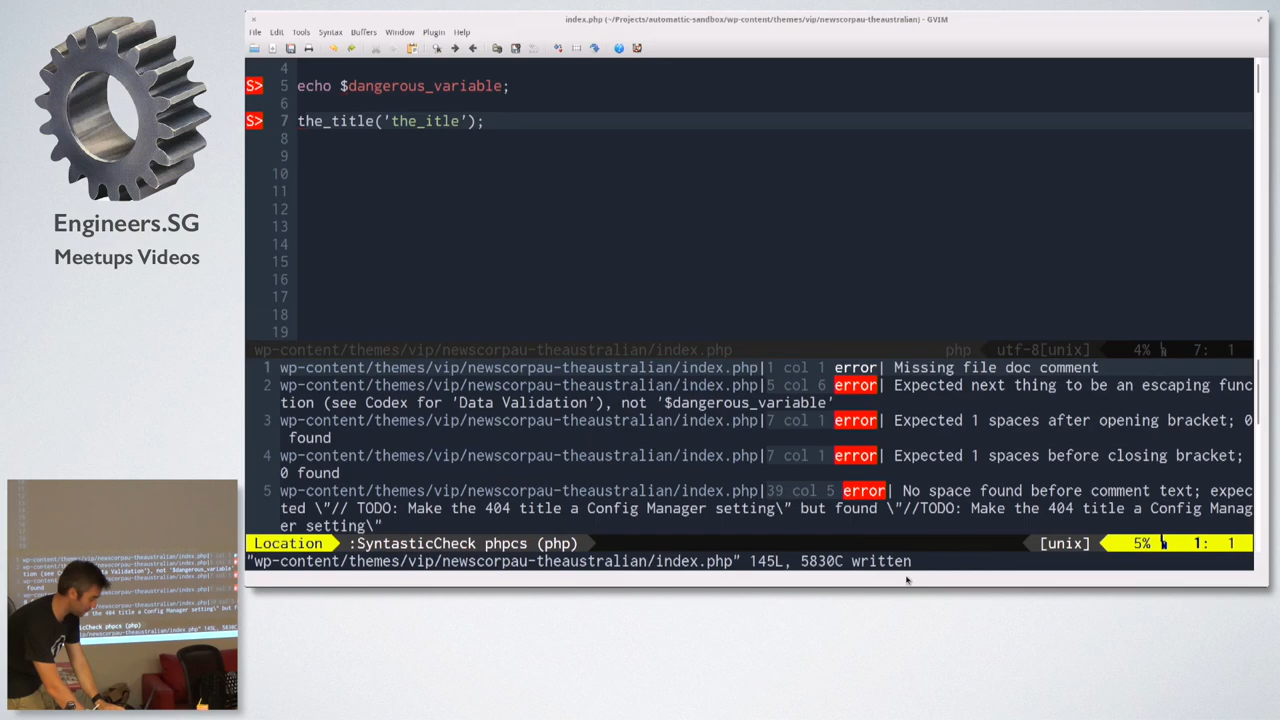 index.php (~/Projects/automattic-sandbox/wp-content/themes/vip/newscorpau-theaustralian) - GVIM
File Edit Tools Syntax Buffers Window Plugin Help
4
S> 5 echo $dangerous_variable;
6
S> 7 the_title('the_itle');
8
9
10
11
12
13
14
15
16
17
18
19
wp-content/themes/vip/newscorpau-theaustralian/index.php php utf-8[unix] 4% 7: 1
1 wp-content/themes/vip/newscorpau-theaustralian/index.php|1 col 1 error| Missing file doc comment
2 wp-content/themes/vip/newscorpau-theaustralian/index.php|5 col 6 error| Expected next thing to be an escaping func
tion (see Codex for 'Data Validation'), not '$dangerous_variable'
3 wp-content/themes/vip/newscorpau-theaustralian/index.php|7 col 1 error| Expected 1 spaces after opening bracket; 0
found
4 wp-content/themes/vip/newscorpau-theaustralian/index.php|7 col 1 error| Expected 1 spaces before closing bracket;
0 found
5 wp-content/themes/vip/newscorpau-theaustralian/index.php|39 col 5 error| No space found before comment text; expec
ted \"// TODO: Make the 404 title a Config Manager setting\" but found \"//TODO: Make the 404 title a Config Manag
er setting\"
Location :SyntasticCheck phpcs (php) [unix] 5% 1: 1
"wp-content/themes/vip/newscorpau-theaustralian/index.php" 145L, 5830C written
Engineers.SG
Meetups Videos